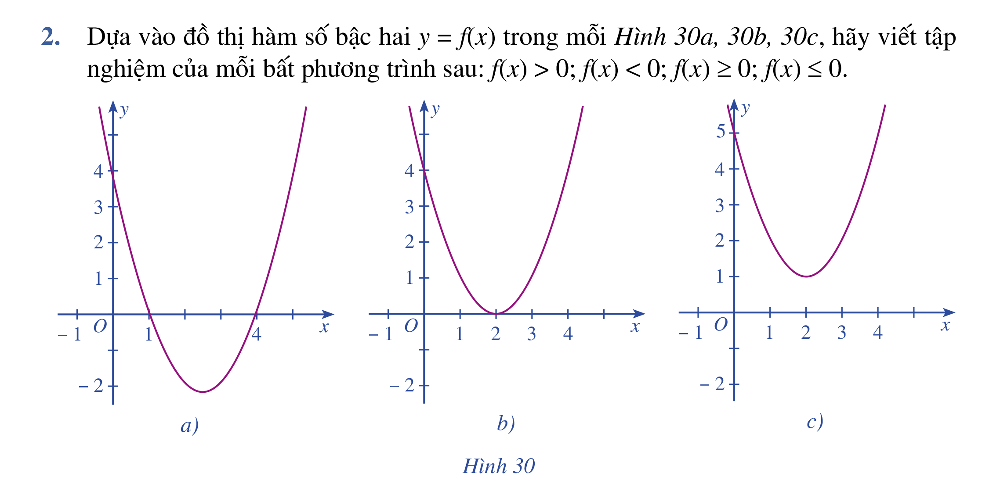 2. Dựa vào đồ thị hàm số bậc hai y = f(x) trong mỗi Hình 30a, 30b, 30c, hãy viết tập
nghiệm của mỗi bất phương trình sau: f(x) > 0; f(x) < 0; f(x) ≥ 0; f(x) ≤ 0.
y
4
3
2
1
– 1 O 1 4 x
– 2
a)
y
4
3
2
1
– 1 O 1 2 3 4 x
– 2
b)
y
5
4
3
2
1
– 1 O 1 2 3 4 x
– 2
c)
Hình 30